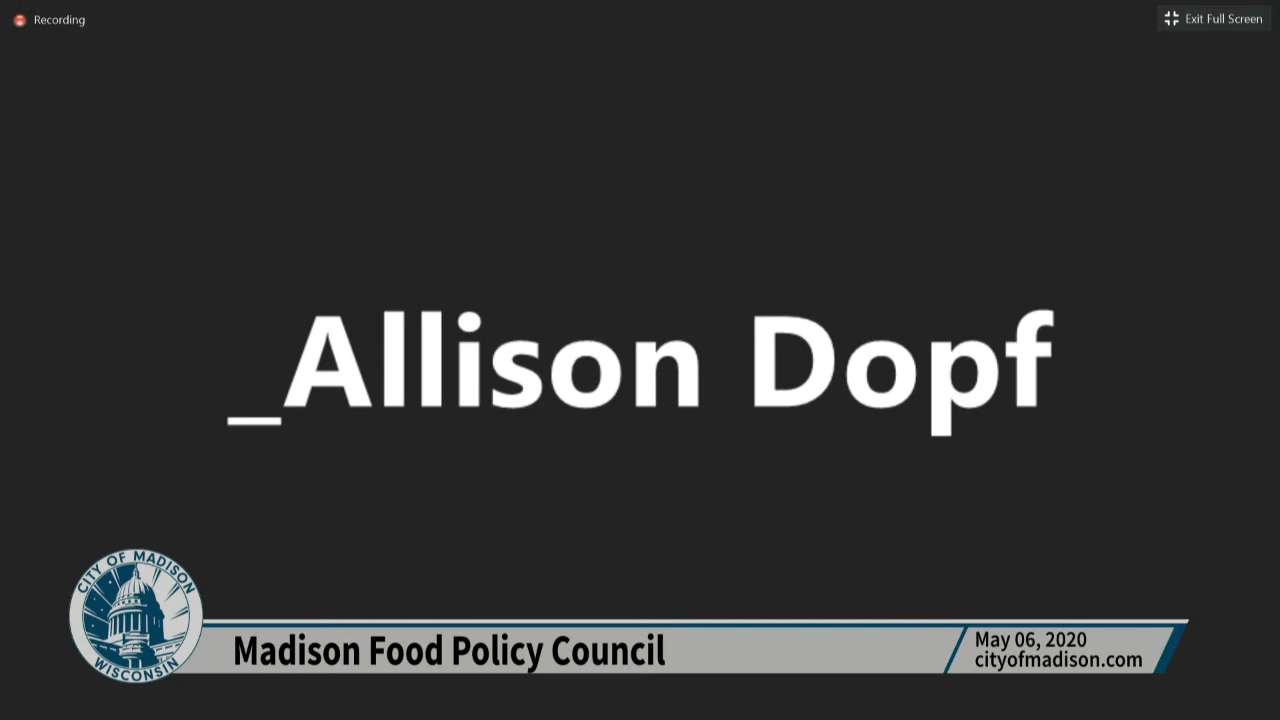 Recording
Exit Full Screen
_Allison Dopf
CITY OF MADISON
WISCONSIN
Madison Food Policy Council
May 06, 2020
cityofmadison.com